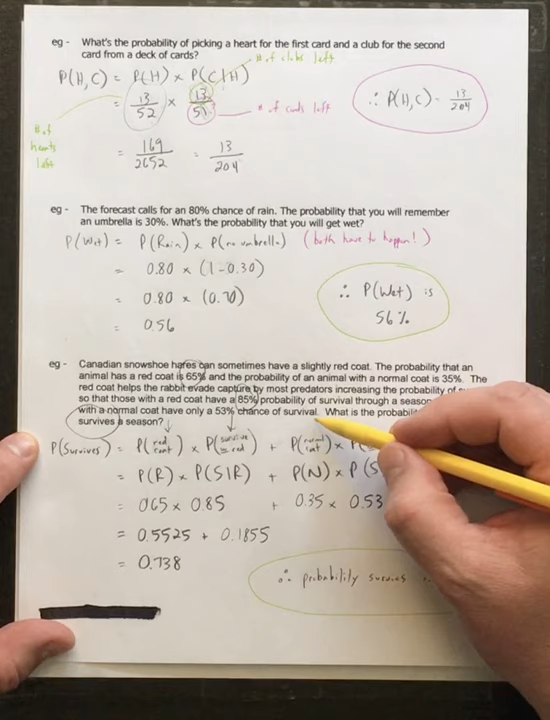 eg - What's the probability of picking a heart for the first card and a club for the second
card from a deck of cards?
# of clubs left
P(H,C) = P(H) × P(C|H)
= 13/52 × 13/51
# of cards left
∴ P(H,C) = 13/204
# of
hearts
left
= 169/2652 = 13/204
eg - The forecast calls for an 80% chance of rain. The probability that you will remember
an umbrella is 30%. What's the probability that you will get wet?
P(Wet) = P(Rain) × P(no umbrella) (both have to happen!)
= 0.80 × (1-0.30)
= 0.80 × (0.70)
= 0.56
∴ P(Wet) is
56%
eg - Canadian snowshoe hares can sometimes have a slightly red coat. The probability that an
animal has a red coat is 65% and the probability of an animal with a normal coat is 35%. The
red coat helps the rabbit evade capture by most predators increasing the probability of
so that those with a red coat have a 85% probability of survival through a season
with a normal coat have only a 53% chance of survival. What is the
survives a season?
P(Survives) = P(red coat) × P(survive is red) + P(normal coat) ×
= P(R) × P(S|R) + P(N) × P(S
= 0.65 × 0.85 + 0.35 × 0.53
= 0.5525 + 0.1855
= 0.738
∴ probability survives